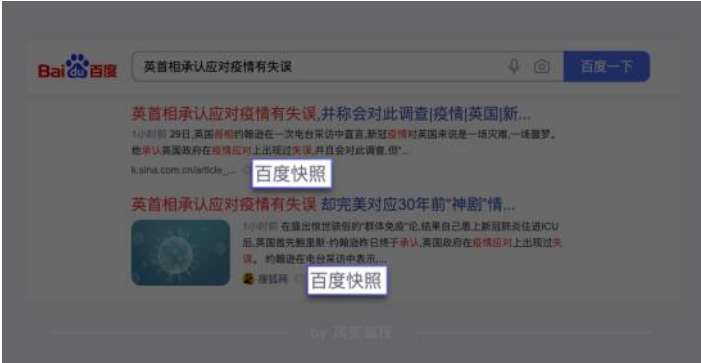 Bai du 百度
英首相承认应对疫情有失误
百度一下
英首相承认应对疫情有失误,并称会对此调查|疫情|英国|新...
1小时前 29日,英国首相约翰逊在一次电台采访中直言,新冠疫情对英国来说是一场灾难,一场噩梦。
他承认英国政府在疫情应对上出现过失误,并且会对此调查,但"...
k.sina.com.cn/article_...
百度快照
英首相承认应对疫情有失误 却完美对应30年前“神剧”情...
1小时前 在提出惊世骇俗的“群体免疫”论,结果自己患上新冠肺炎住进ICU
后,英国首先鲍里斯·约翰逊昨日终于承认,英国政府在疫情应对上出现过失
误。 约翰逊在电台采访中表示,...
搜狐网
百度快照
by 风变编程